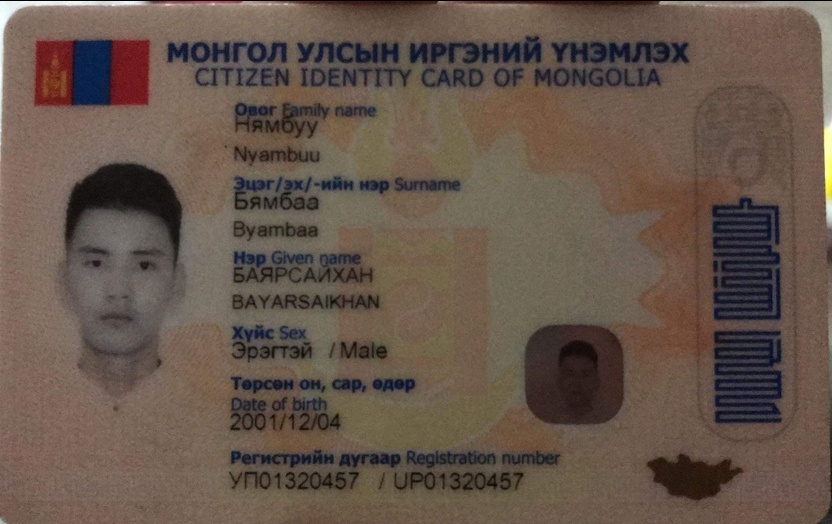 МОНГОЛ УЛСЫН ИРГЭНИЙ ҮНЭМЛЭХ
CITIZEN IDENTITY CARD OF MONGOLIA
Овог Family name
Нямбуу
Nyambuu
Эцэг/эх/-ийн нэр Surname
Бямбаа
Byambaa
Нэр Given name
БАЯРСАЙХАН
BAYARSAIKHAN
Хүйс Sex
Эрэгтэй / Male
Төрсөн он, сар, өдөр
Date of birth
2001/12/04
Регистрийн дугаар Registration number
УП01320457 / UP01320457